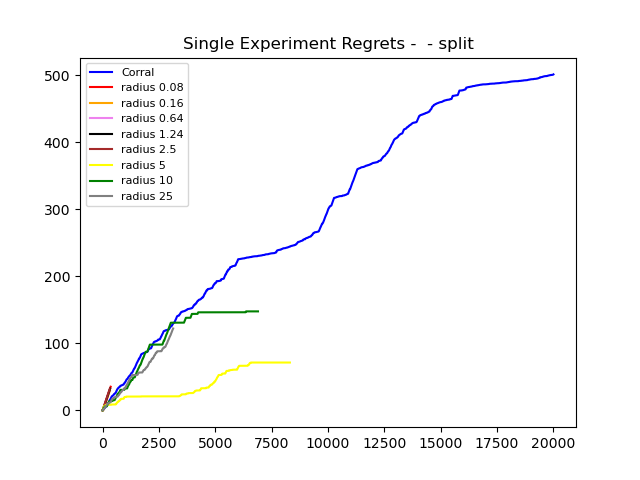 Single Experiment Regrets -  - split
Corral
radius 0.08
radius 0.16
radius 0.64
radius 1.24
radius 2.5
radius 5
radius 10
radius 25
500
400
300
200
100
0
0 2500 5000 7500 10000 12500 15000 17500 20000